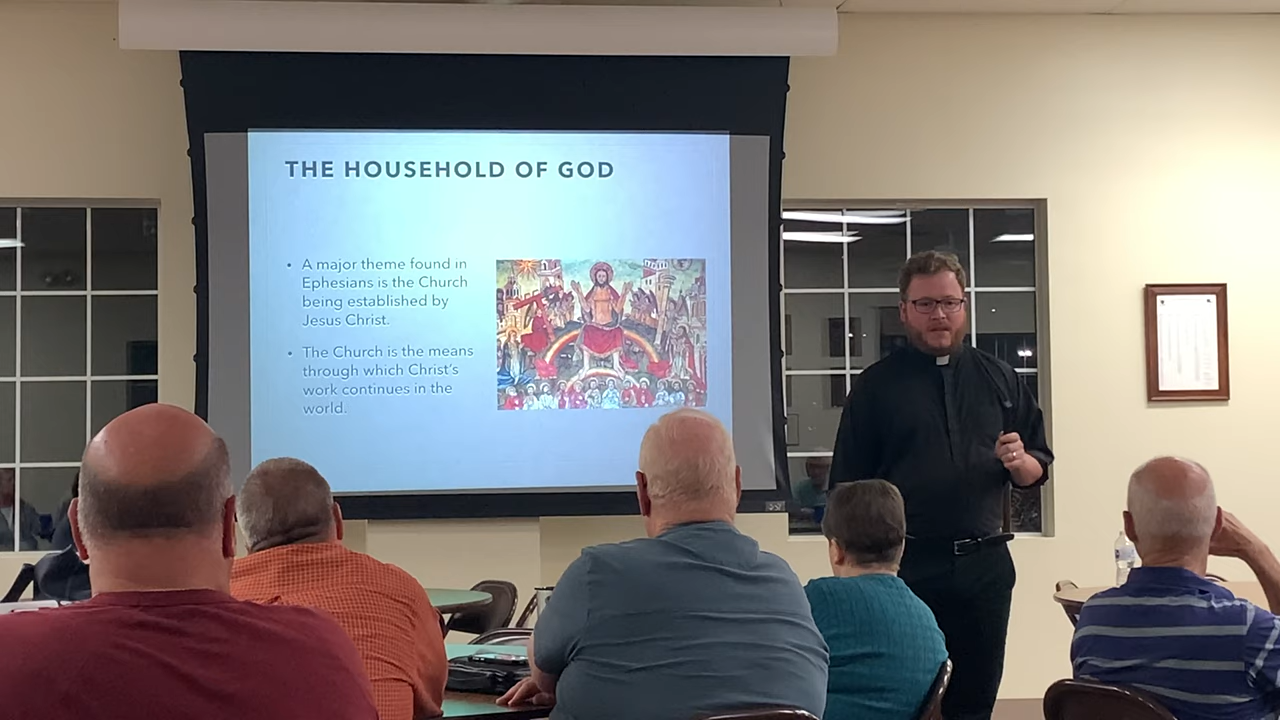 THE HOUSEHOLD OF GOD
• A major theme found in
Ephesians is the Church
being established by
Jesus Christ.
• The Church is the means
through which Christ's
work continues in the
world.